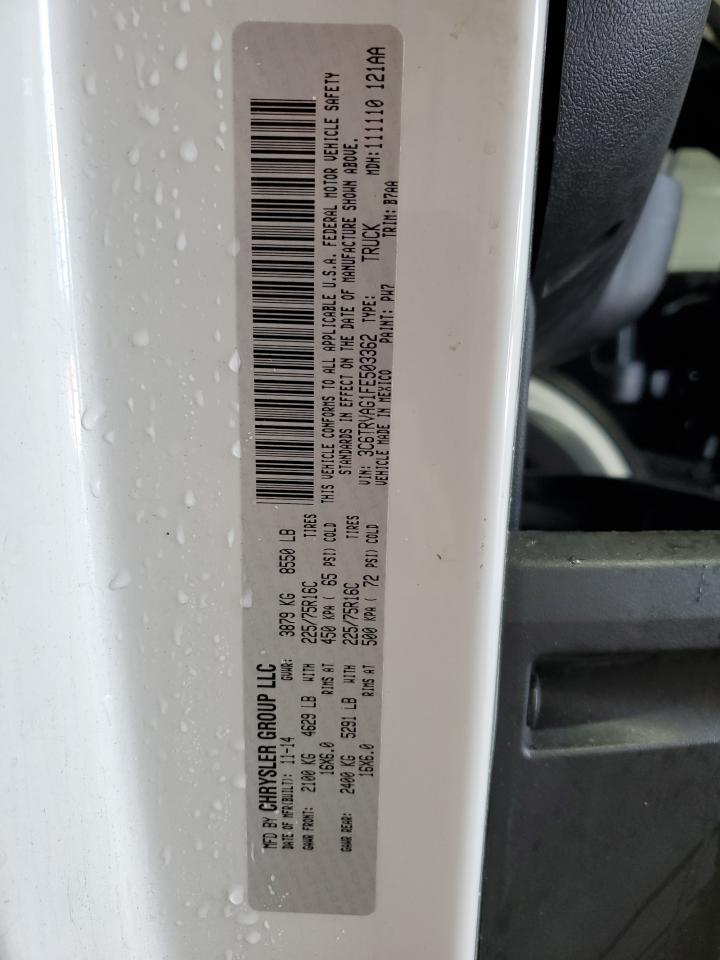 MFD BY CHRYSLER GROUP LLC
DATE OF MFR(BUILT): 11-14 GVWR: 3879 KG 8550 LB
GAWR FRONT: 2100 KG 4629 LB WITH 225/75R16C TIRES
16X6.0 RIMS AT 450 KPA ( 65 PSI) COLD
GAWR REAR: 2400 KG 5291 LB WITH 225/75R16C TIRES
16X6.0 RIMS AT 500 KPA ( 72 PSI) COLD
THIS VEHICLE CONFORMS TO ALL APPLICABLE U.S.A. FEDERAL MOTOR VEHICLE SAFETY
STANDARDS IN EFFECT ON THE DATE OF MANUFACTURE SHOWN ABOVE.
VIN: 3C6TRVAG1FE503362 TYPE: TRUCK MDH:111110 121AA
VEHICLE MADE IN MEXICO PAINT: PW7 TRIM: B7AA